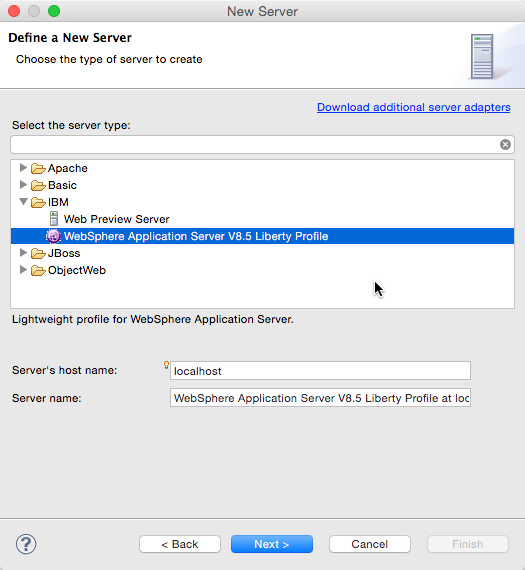 New Server
Define a New Server
Choose the type of server to create
Download additional server adapters
Select the server type:
Apache
Basic
IBM
Web Preview Server
WebSphere Application Server V8.5 Liberty Profile
JBoss
ObjectWeb
Lightweight profile for WebSphere Application Server.
Server's host name: localhost
Server name: WebSphere Application Server V8.5 Liberty Profile at loc
? < Back Next > Cancel Finish